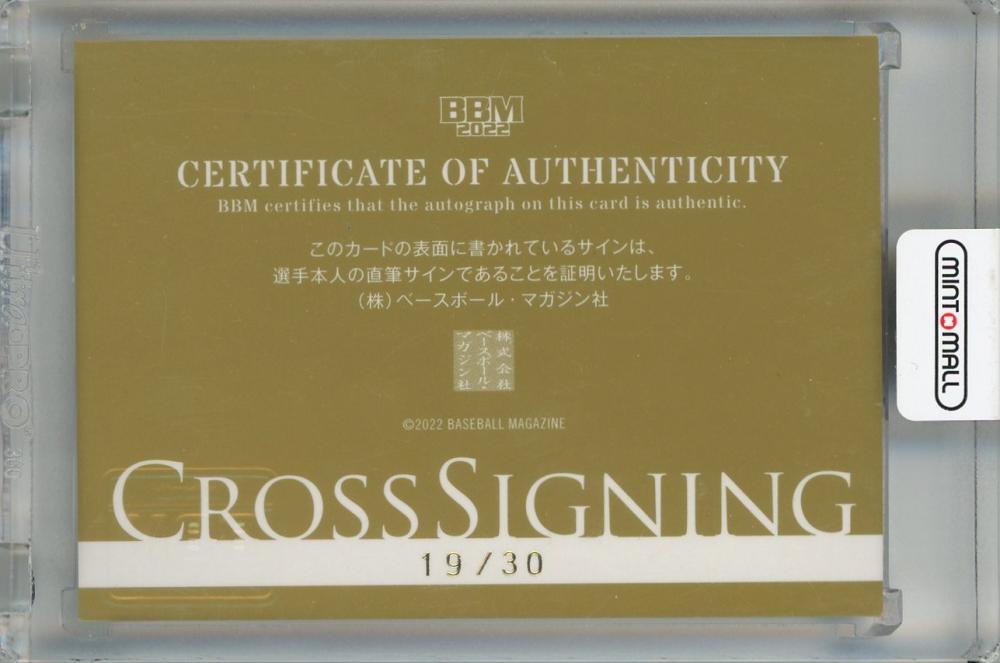 BBM
2022
CERTIFICATE OF AUTHENTICITY
BBM certifies that the autograph on this card is authentic.
このカードの表面に書かれているサインは、
選手本人の直筆サインであることを証明いたします。
（株）ベースボール・マガジン社
株式会社
ベースボール・
マガジン社
©2022 BASEBALL MAGAZINE
CROSSSIGNING
19/30
MINT MALL